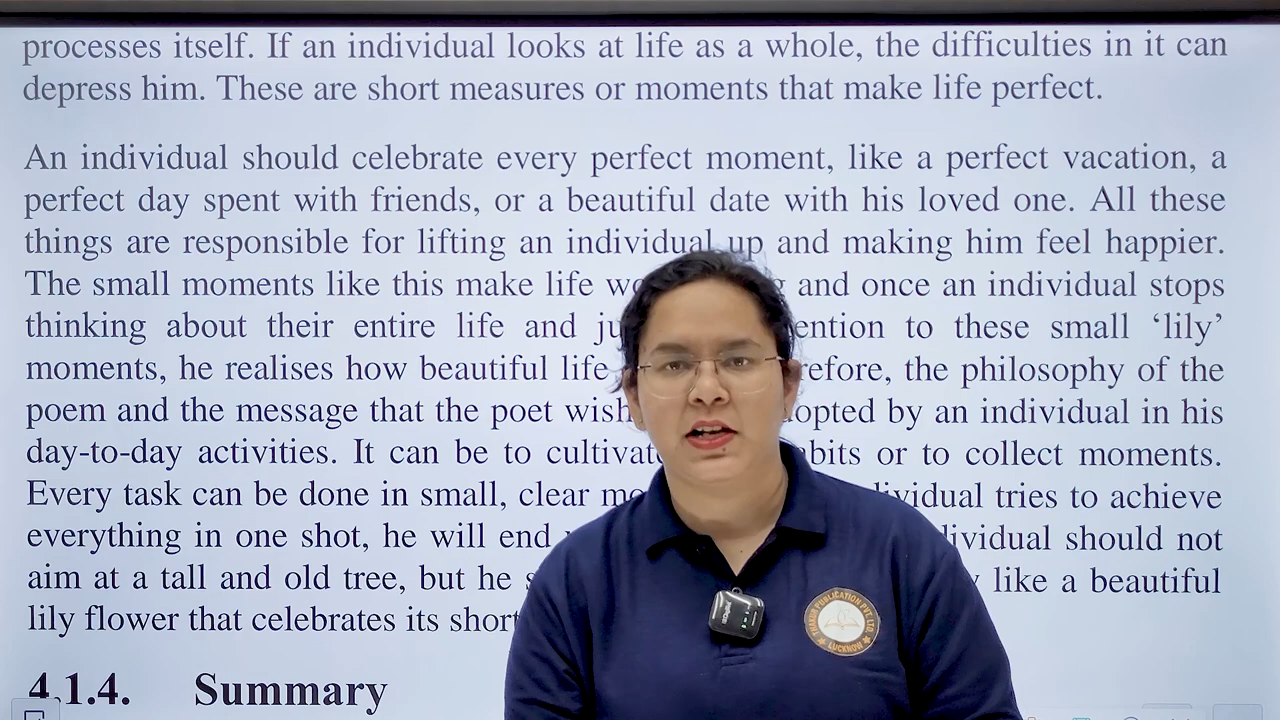 processes itself. If an individual looks at life as a whole, the difficulties in it can
depress him. These are short measures or moments that make life perfect.
An individual should celebrate every perfect moment, like a perfect vacation, a
perfect day spent with friends, or a beautiful date with his loved one. All these
things are responsible for lifting an individual up and making him feel happier.
The small moments like this make life and once an individual stops
thinking about their entire life and to these small ‘lily’
moments, he realises how beautiful life the philosophy of the
poem and the message that the poet by an individual in his
day-to-day activities. It can be to or to collect moments.
Every task can be done in small, clear tries to achieve
everything in one shot, he will end should not
aim at a tall and old tree, but he like a beautiful
lily flower that celebrates its short
4.1.4. Summary
THAKUR PUBLICATION PVT LTD
LUCKNOW